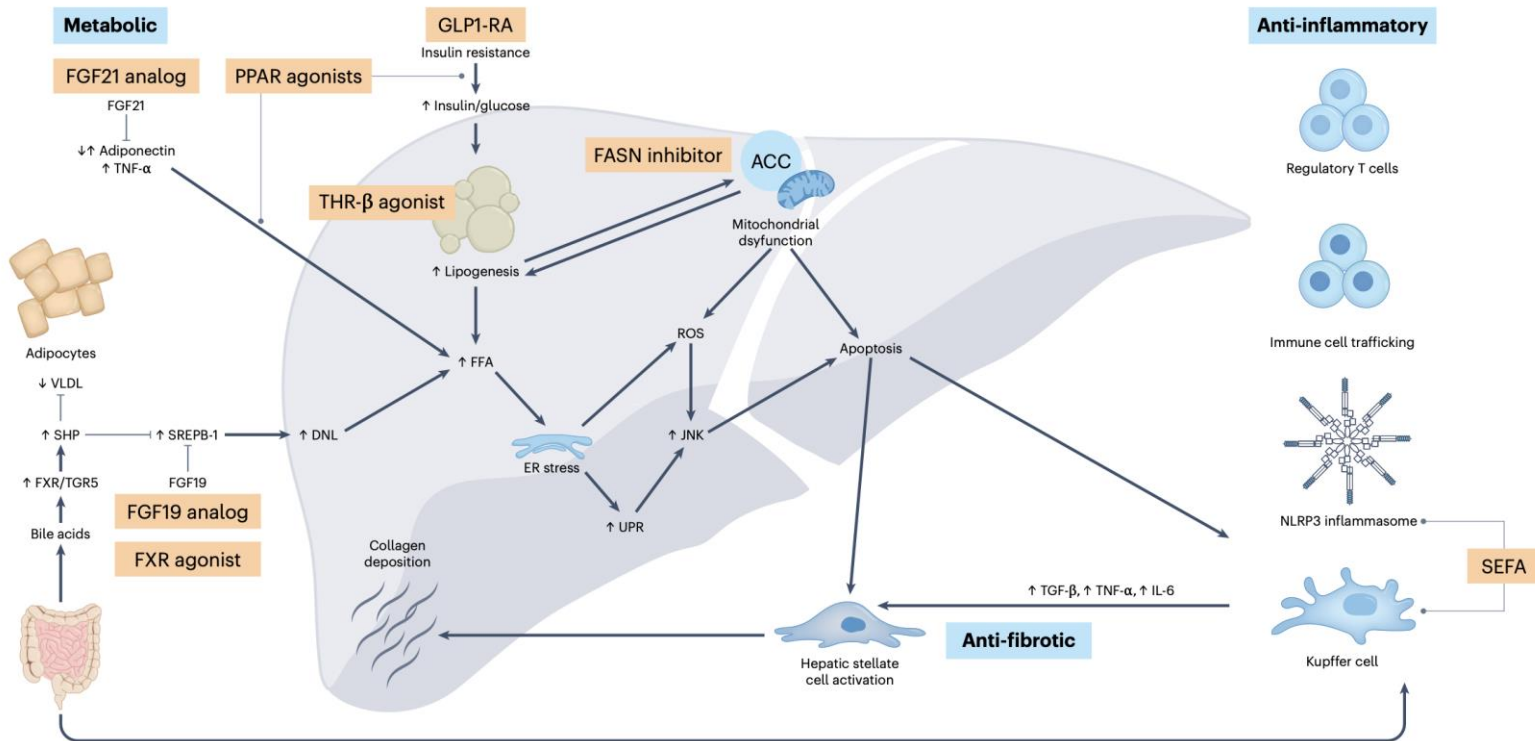 Metabolic
GLP1-RA
Anti-inflammatory
Insulin resistance
FGF21 analog
PPAR agonists
FGF21
↑ Insulin/glucose
↓↑ Adiponectin
↑ TNF-α
FASN inhibitor
ACC
Regulatory T cells
THR-β agonist
Mitochondrial
dsyfunction
↑ Lipogenesis
ROS
Immune cell trafficking
Adipocytes
↑ FFA
Apoptosis
↓ VLDL
↑ SHP
↑ SREPB-1
↑ DNL
↑ JNK
ER stress
↑ FXR/TGR5
FGF19
FGF19 analog
↑ UPR
NLRP3 inflammasome
Bile acids
FXR agonist
Collagen
deposition
SEFA
↑ TGF-β, ↑ TNF-α, ↑ IL-6
Anti-fibrotic
Hepatic stellate
cell activation
Kupffer cell